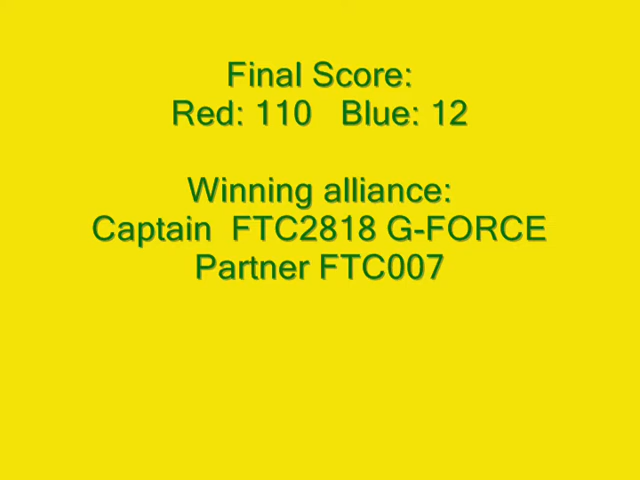 Final Score:
Red: 110   Blue: 12
Winning alliance:
Captain  FTC2818 G-FORCE
Partner FTC007